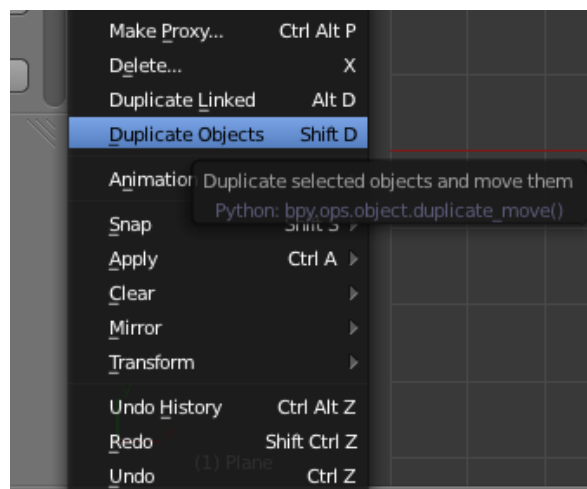 Make Proxy... Ctrl Alt P
Delete... X
Duplicate Linked Alt D
Duplicate Objects Shift D
Animation
Duplicate selected objects and move them
Python: bpy.ops.object.duplicate_move()
Snap Shift S
Apply Ctrl A
Clear
Mirror
Transform
Undo History Ctrl Alt Z
Redo Shift Ctrl Z
(1) Plane
Undo Ctrl Z